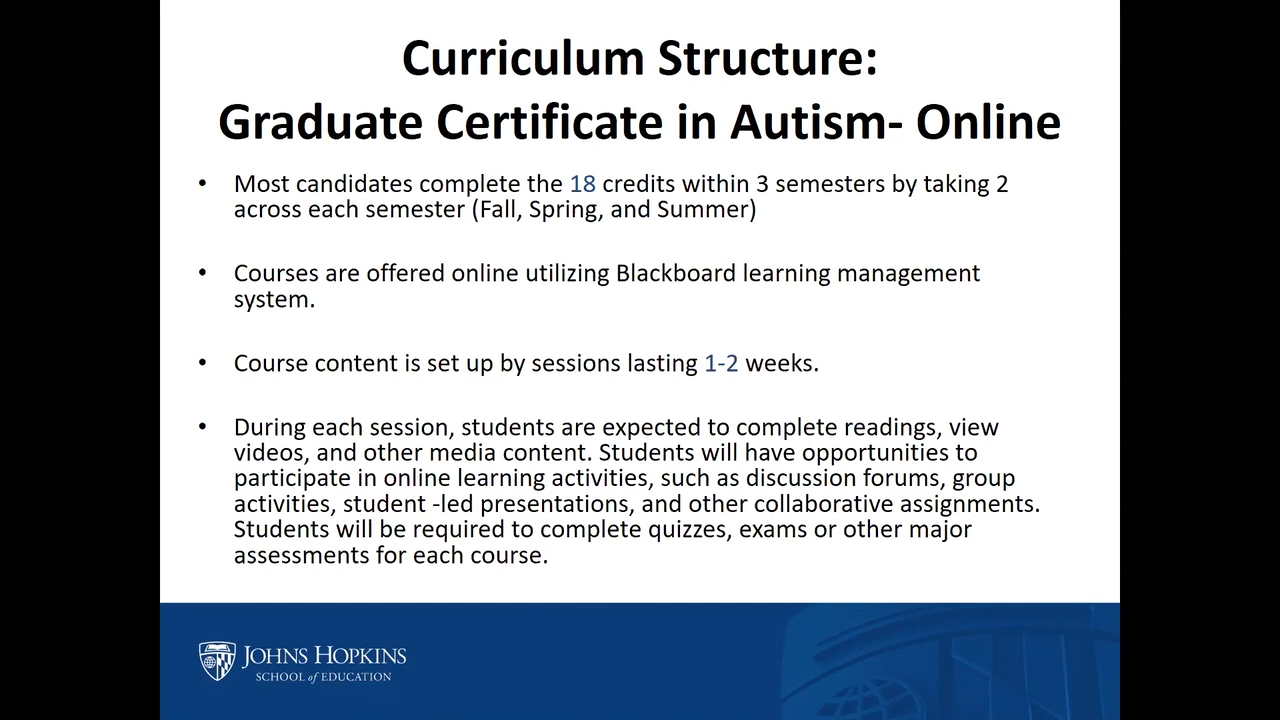 Curriculum Structure:
Graduate Certificate in Autism- Online
• Most candidates complete the 18 credits within 3 semesters by taking 2
across each semester (Fall, Spring, and Summer)
• Courses are offered online utilizing Blackboard learning management
system.
• Course content is set up by sessions lasting 1-2 weeks.
• During each session, students are expected to complete readings, view
videos, and other media content. Students will have opportunities to
participate in online learning activities, such as discussion forums, group
activities, student -led presentations, and other collaborative assignments.
Students will be required to complete quizzes, exams or other major
assessments for each course.
JOHNS HOPKINS
SCHOOL of EDUCATION